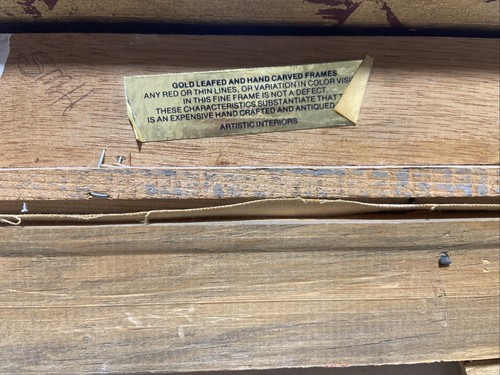 GOLD LEAFED AND HAND CARVED FRAMES
ANY RED OR THIN LINES, OR VARIATION IN COLOR
IN THIS FINE FRAME IS NOT A DEFECT.
THESE CHARACTERISTICS SUBSTANTIATE THAT
IS AN EXPENSIVE HAND CRAFTED AND ANTIQUED
ARTISTIC INTERIORS